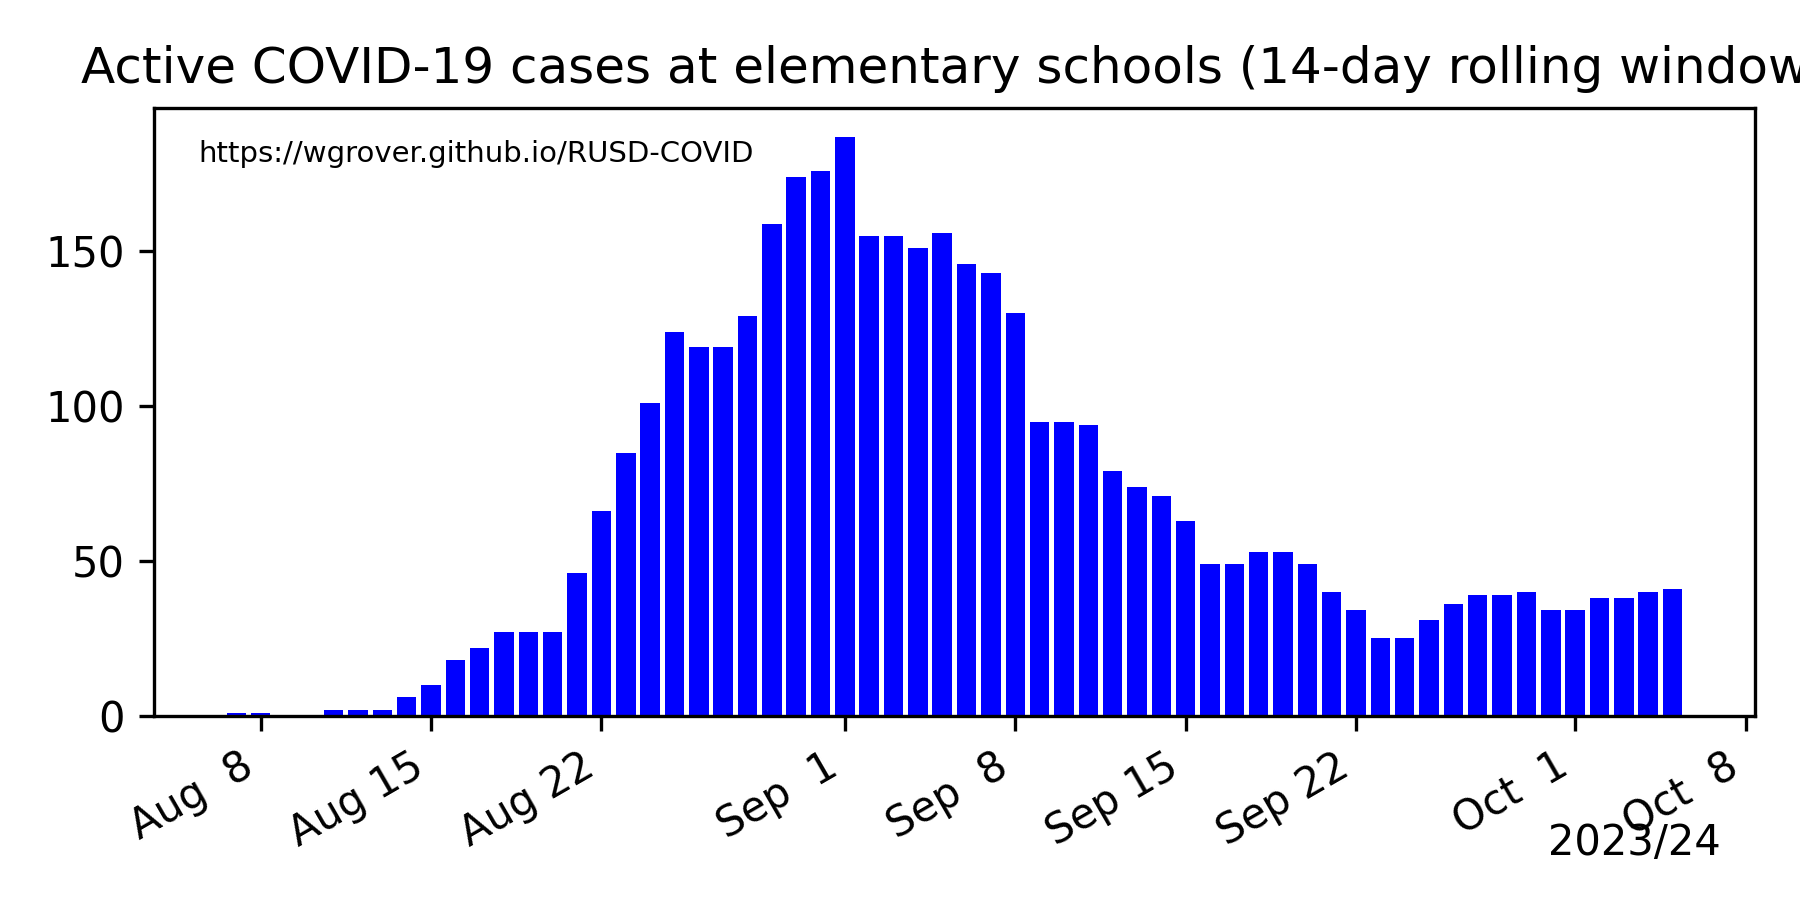 Active COVID-19 cases at elementary schools (14-day rolling window
https://wgrover.github.io/RUSD-COVID
150
100
50
0
Aug 8
Aug 15
Aug 22
Sep 1
Sep 8
Sep 15
Sep 22
Oct 1
Oct 8
2023/24